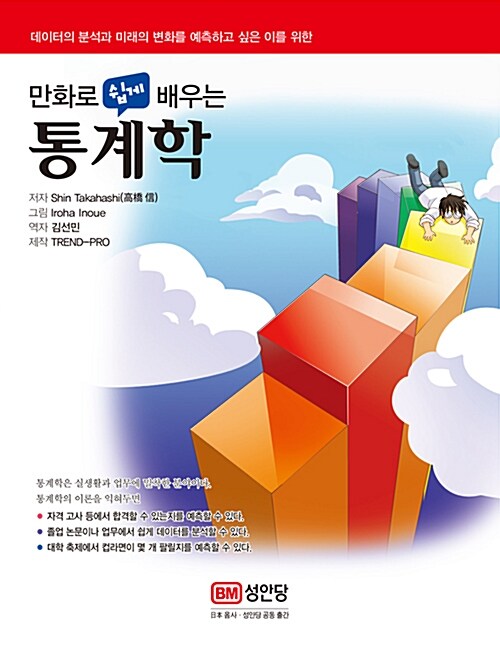 데이터의 분석과 미래의 변화를 예측하고 싶은 이를 위한
만화로 쉽게 배우는
통계학
저자 Shin Takahashi(高橋 信)
그림 Iroha Inoue
역자 김선민
제작 TREND-PRO
통계학은 실생활과 업무에 밀착한 분야이다.
통계학의 이론을 익혀두면
● 자격 고사 등에서 합격할 수 있는지를 예측할 수 있다.
● 졸업 논문이나 업무에서 쉽게 데이터를 분석할 수 있다.
● 대학 축제에서 컵라면이 몇 개 팔릴지를 예측할 수 있다.
BM 성안당
日本 옴사 · 성안당 공동 출간